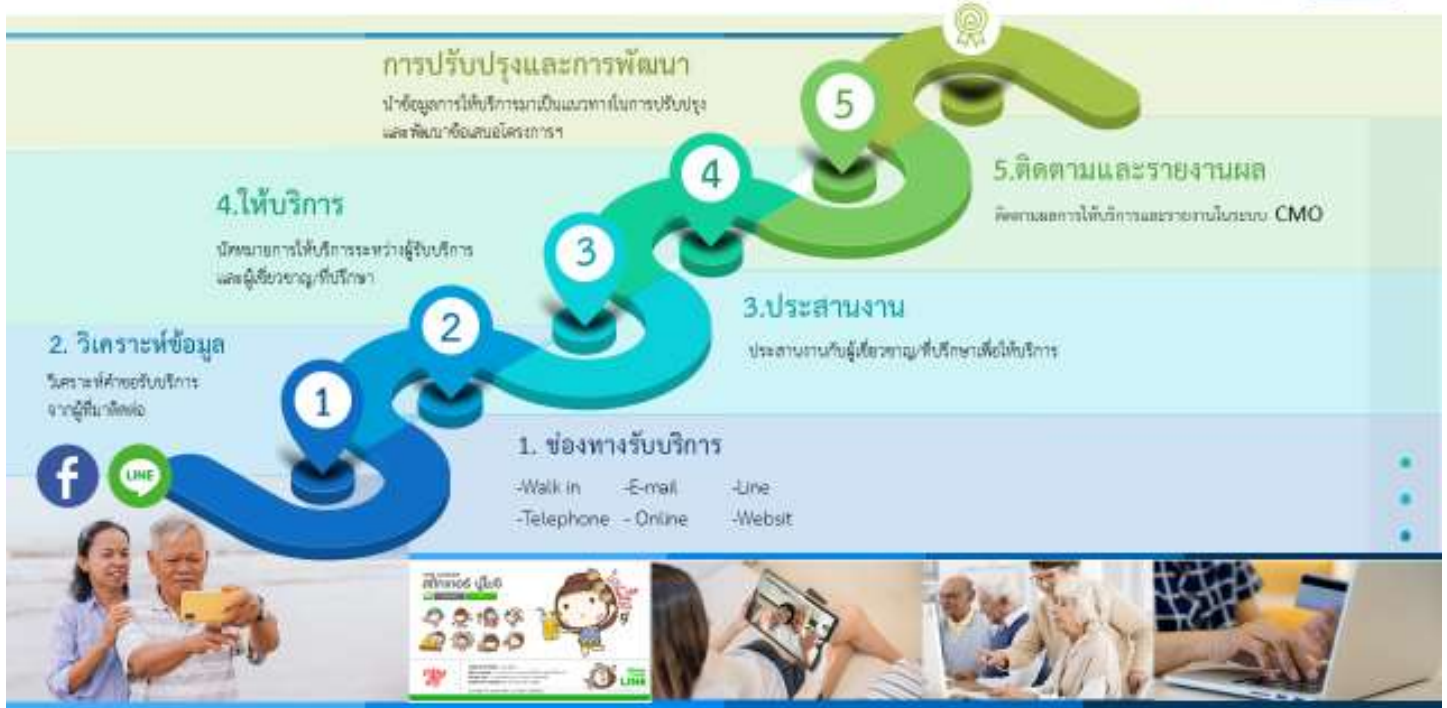 การปรับปรุงและการพัฒนา
นำข้อมูลการให้บริการมาเป็นแนวทางในการปรับปรุง
และพัฒนาข้อเสนอโครงการฯ
5
5.ติดตามและรายงานผล
ติดตามผลการให้บริการและรายงานในระบบ CMO
4
4.ให้บริการ
นัดหมายการให้บริการระหว่างผู้รับบริการ
และผู้เชี่ยวชาญ/ที่ปรึกษา
3
3.ประสานงาน
ประสานงานกับผู้เชี่ยวชาญ/ที่ปรึกษาเพื่อให้บริการ
2
2. วิเคราะห์ข้อมูล
วิเคราะห์คำขอรับบริการ
จากผู้ที่มาติดต่อ
1
1. ช่องทางรับบริการ
-Walk in -E-mail -Line
-Telephone - Online -Websit
f
LINE
LINE